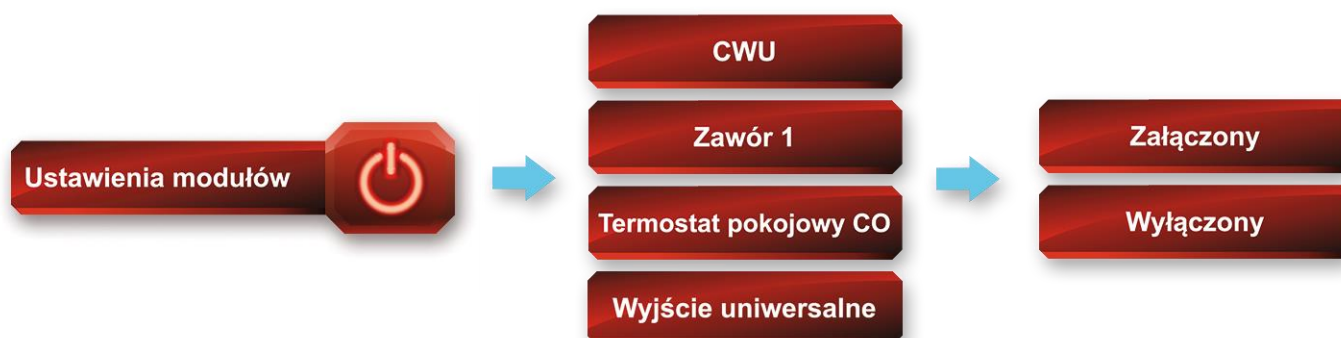 Ustawienia modułów
CWU
Zawór 1
Termostat pokojowy CO
Wyjście uniwersalne
Załączony
Wyłączony